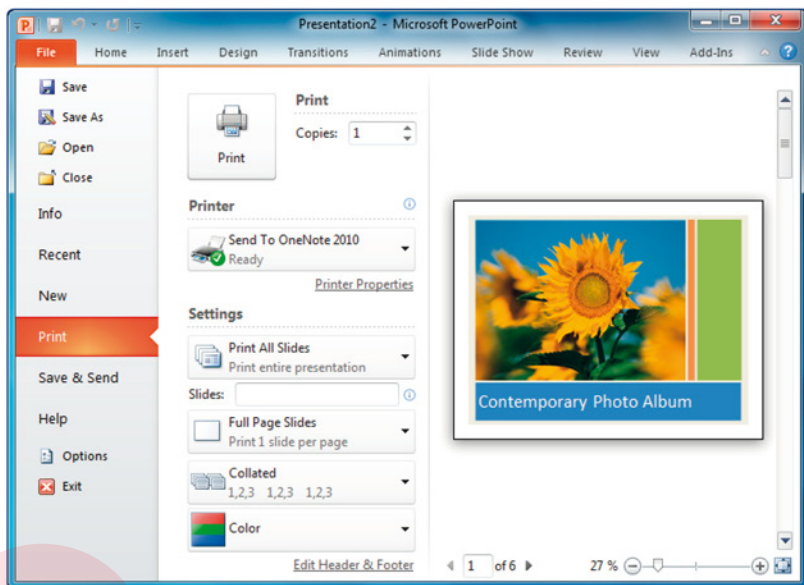 Presentation2 - Microsoft PowerPoint
File Home Insert Design Transitions Animations Slide Show Review View Add-Ins
Save
Save As
Open
Close
Info
Recent
New
Print
Save & Send
Help
Options
Exit
Print
Print
Copies: 1
Printer
Send To OneNote 2010
Ready
Printer Properties
Settings
Print All Slides
Print entire presentation
Slides:
Full Page Slides
Print 1 slide per page
Collated
1,2,3 1,2,3 1,2,3
Color
Edit Header & Footer
Contemporary Photo Album
1 of 6
27 %